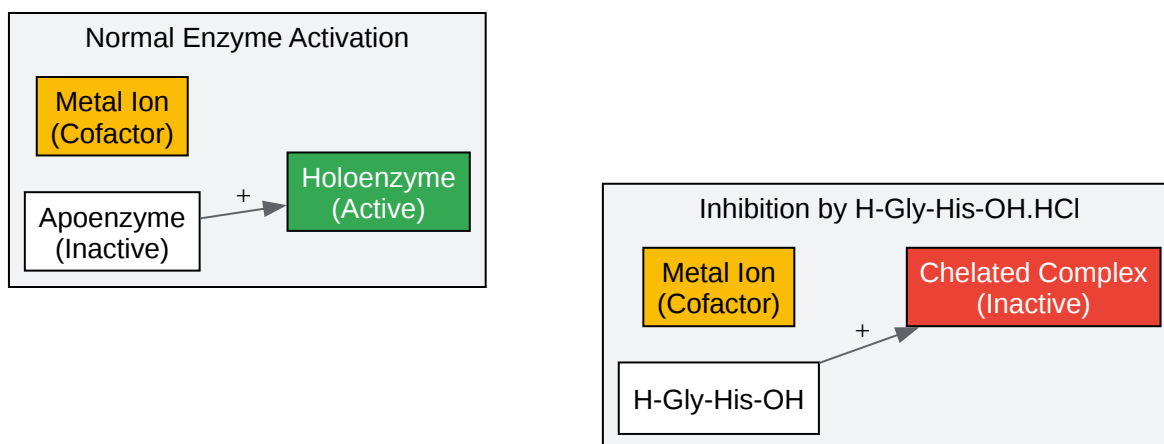 Normal Enzyme Activation
Metal Ion
(Cofactor)
+
Holoenzyme
(Active)
Apoenzyme
(Inactive)
Inhibition by H-Gly-His-OH.HCl
Metal Ion
(Cofactor)
Chelated Complex
(Inactive)
+
H-Gly-His-OH